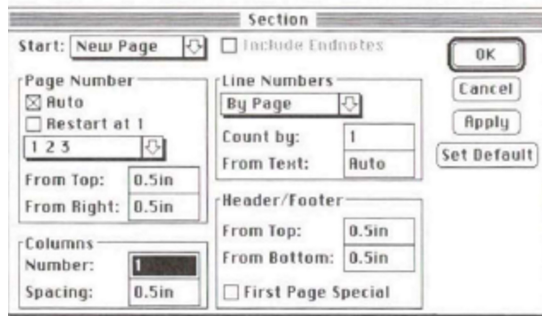 Section
Start: New Page
Include Endnotes
OK
Cancel
Apply
Set Default
Page Number
Auto
Restart at 1
1 2 3
From Top: 0.5in
From Right: 0.5in
Columns
Number: 1
Spacing: 0.5in
Line Numbers
By Page
Count by: 1
From Text: Auto
Header/Footer
From Top: 0.5in
From Bottom: 0.5in
First Page Special